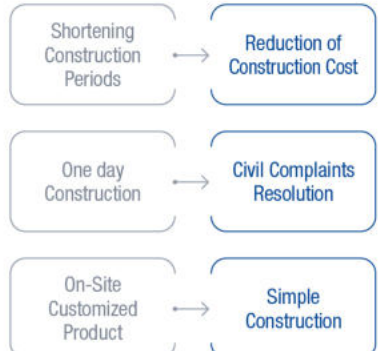 Shortening
Construction
Periods
Reduction of
Construction Cost
One day
Construction
Civil Complaints
Resolution
On-Site
Customized
Product
Simple
Construction